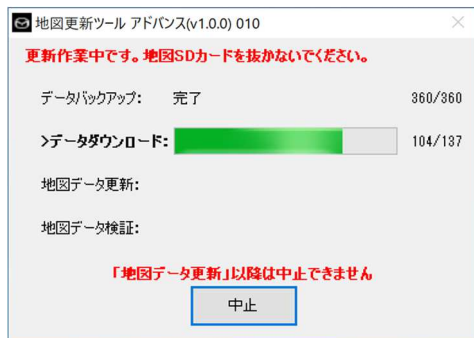 地図更新ツール アドバンス(v1.0.0) 010
更新作業中です。地図SDカードを抜かないでください。
データバックアップ: 完了 360/360
>データダウンロード: 104/137
地図データ更新:
地図データ検証:
「地図データ更新」以降は中止できません
中止